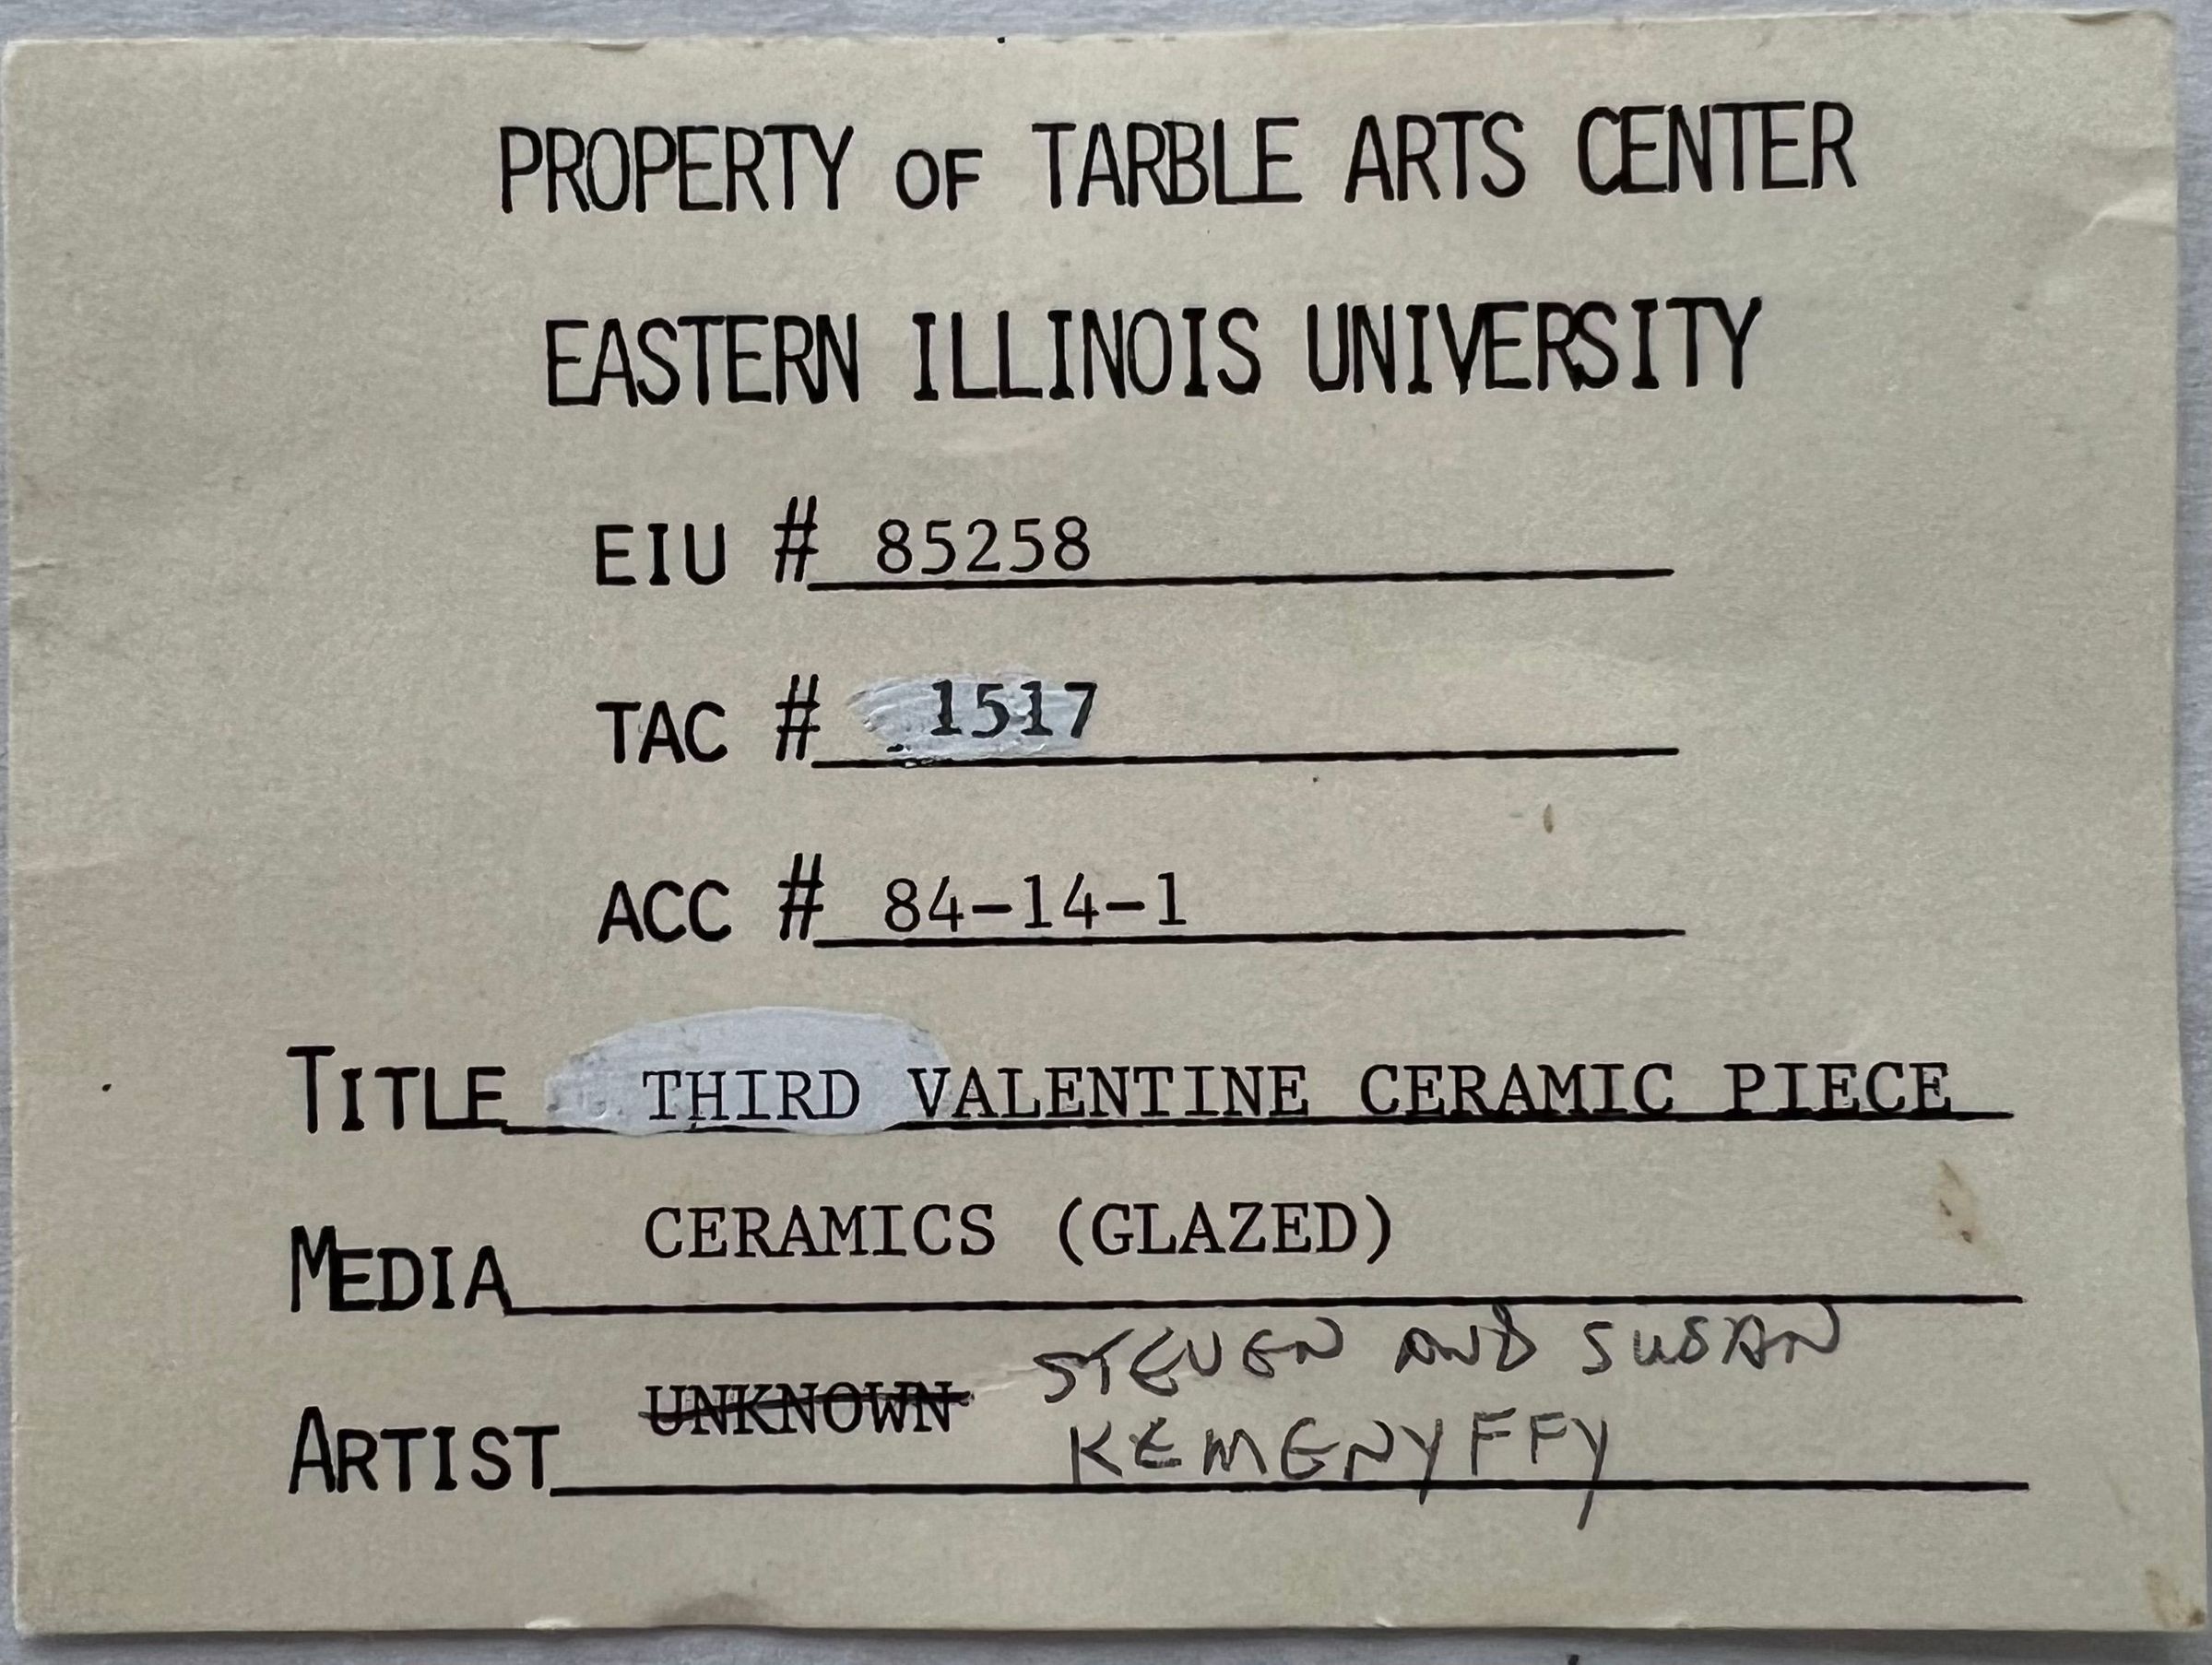 PROPERTY OF TARBLE ARTS CENTER
EASTERN ILLINOIS UNIVERSITY
EIU # 85258
TAC # 1517
ACC # 84-14-1
TITLE THIRD VALENTINE CERAMIC PIECE
MEDIA CERAMICS (GLAZED)
ARTIST UNKNOWN STEVEN AND SUSAN
KEMENYFFY